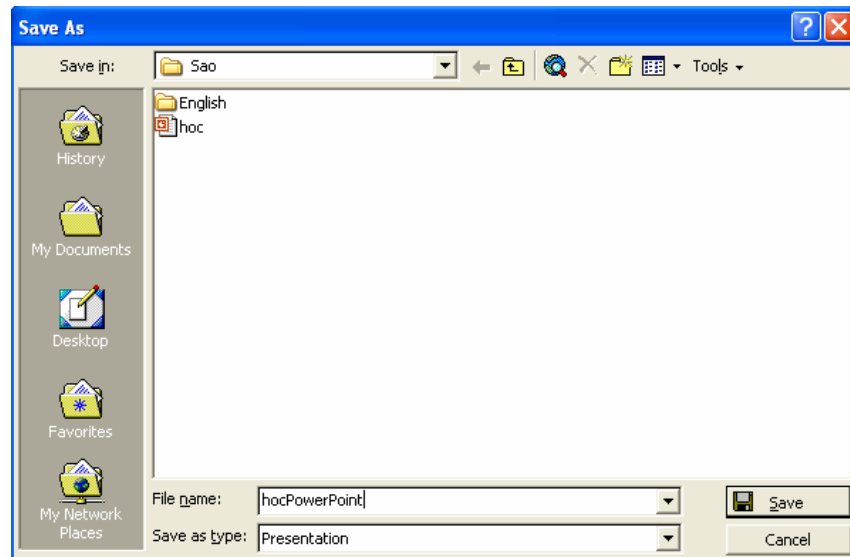 Save As
Save in:
Sao
Tools
English
hoc
History
My Documents
Desktop
Favorites
My Network
Places
File name:
hocPowerPoint
Save
Save as type:
Presentation
Cancel